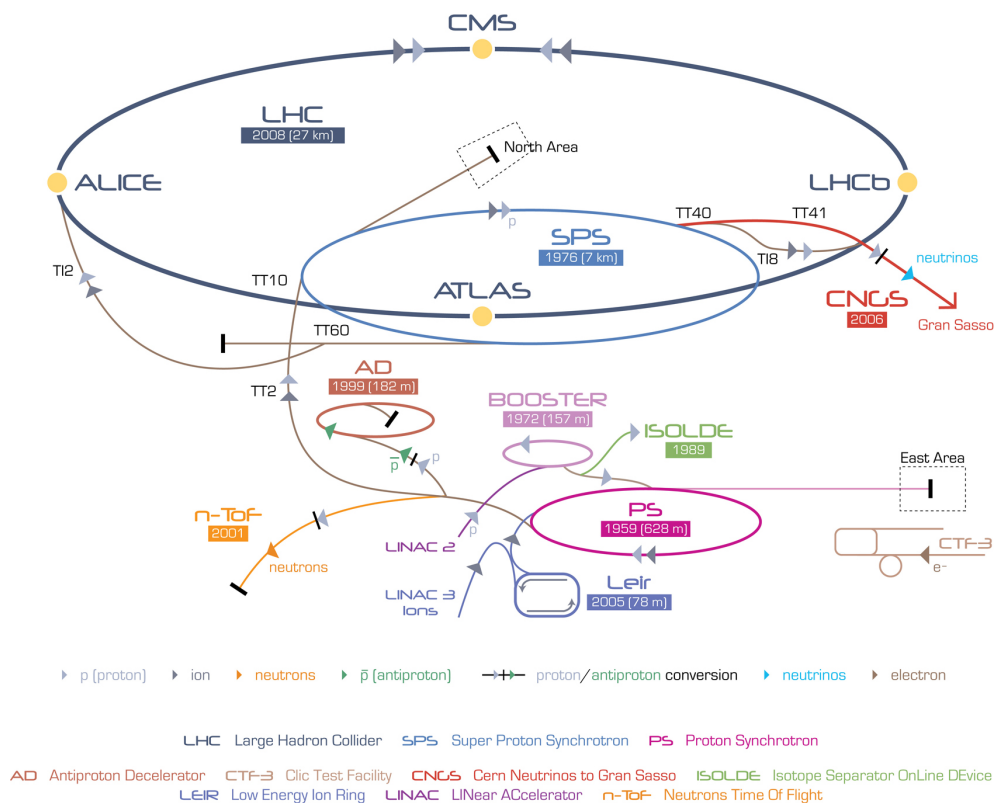 CMS
LHC
2008 (27 km)
North Area
ALICE
LHCb
TT40
TT41
p
SPS
1976 (7 km)
TI8
TI2
TT10
neutrinos
ATLAS
CNGS
2006
Gran Sasso
TT60
AD
1999 (182 m)
TT2
BOOSTER
1972 (157 m)
ISOLDE
1989
p̅
p
East Area
n-ToF
2001
PS
1959 (628 m)
p
LINAC 2
neutrons
CTF-3
e-
LINAC 3
Ions
Leir
2005 (78 m)
p (proton)
ion
neutrons
p̅ (antiproton)
proton/antiproton conversion
neutrinos
electron
LHC Large Hadron Collider SPS Super Proton Synchrotron PS Proton Synchrotron
AD Antiproton Decelerator CTF-3 Clic Test Facility CNGS Cern Neutrinos to Gran Sasso ISOLDE Isotope Separator OnLine DEvice
LEIR Low Energy Ion Ring LINAC LINear ACcelerator n-ToF Neutrons Time Of Flight